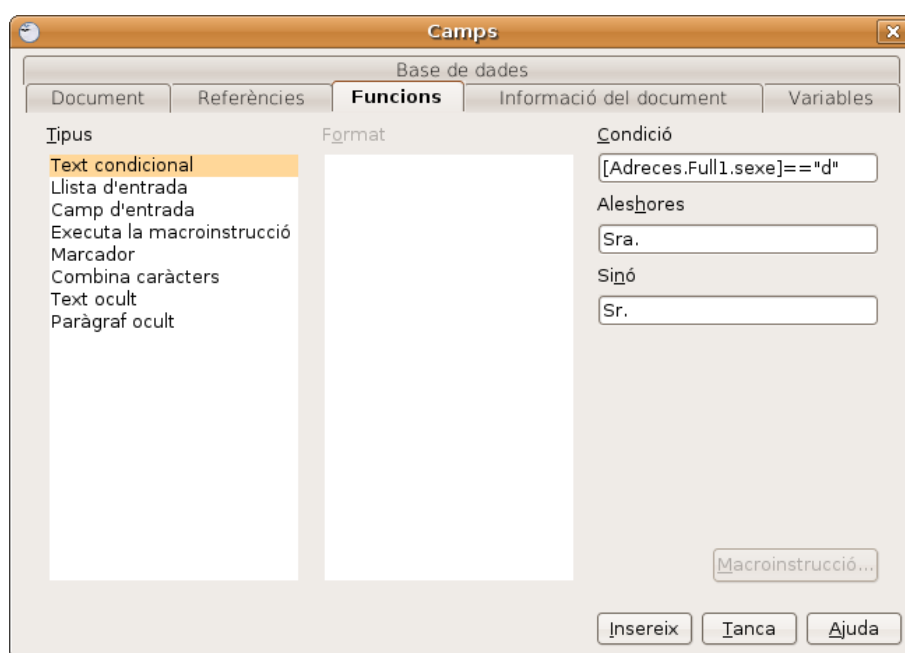 Camps
Base de dades
Document
Referències
Funcions
Informació del document
Variables
Tipus
Text condicional
Llista d'entrada
Camp d'entrada
Executa la macroinstrucció
Marcador
Combina caràcters
Text ocult
Paràgraf ocult
Format
Condició
[Adreces.Full1.sexe]=="d"
Aleshores
Sra.
Sinó
Sr.
Macroinstrucció...
Insereix
Tanca
Ajuda